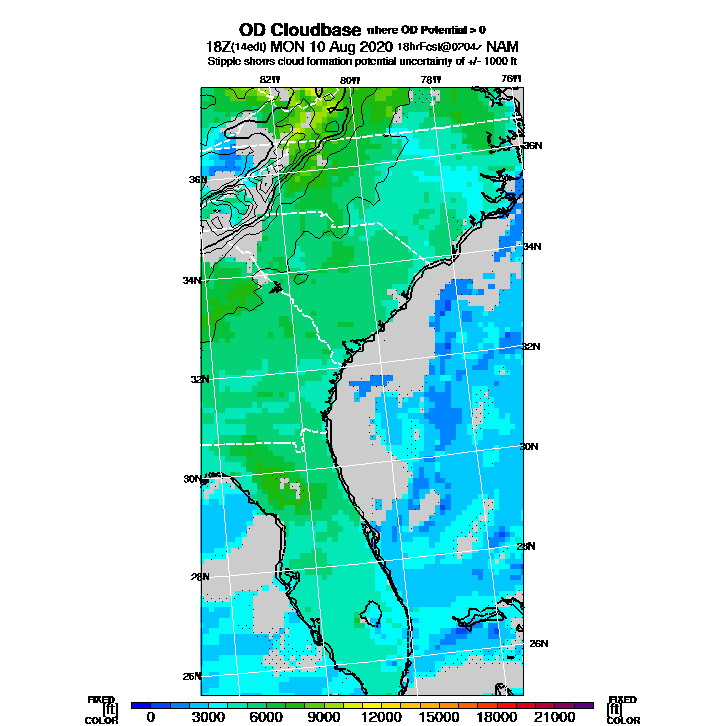 OD Cloudbase where OD Potential > 0
18Z(14edt) MON 10 Aug 2020 18hrFcst@0704z NAM
Stipple shows cloud formation potential uncertainty of +/- 1000 ft
82W 80W 78W 76W
36N
36N
34N
34N
32N
32N
30N
30N
28N
28N
26N
26N
FIXED FIXED
[ft] [ft]
COLOR 0 3000 6000 9000 12000 15000 18000 21000 COLOR